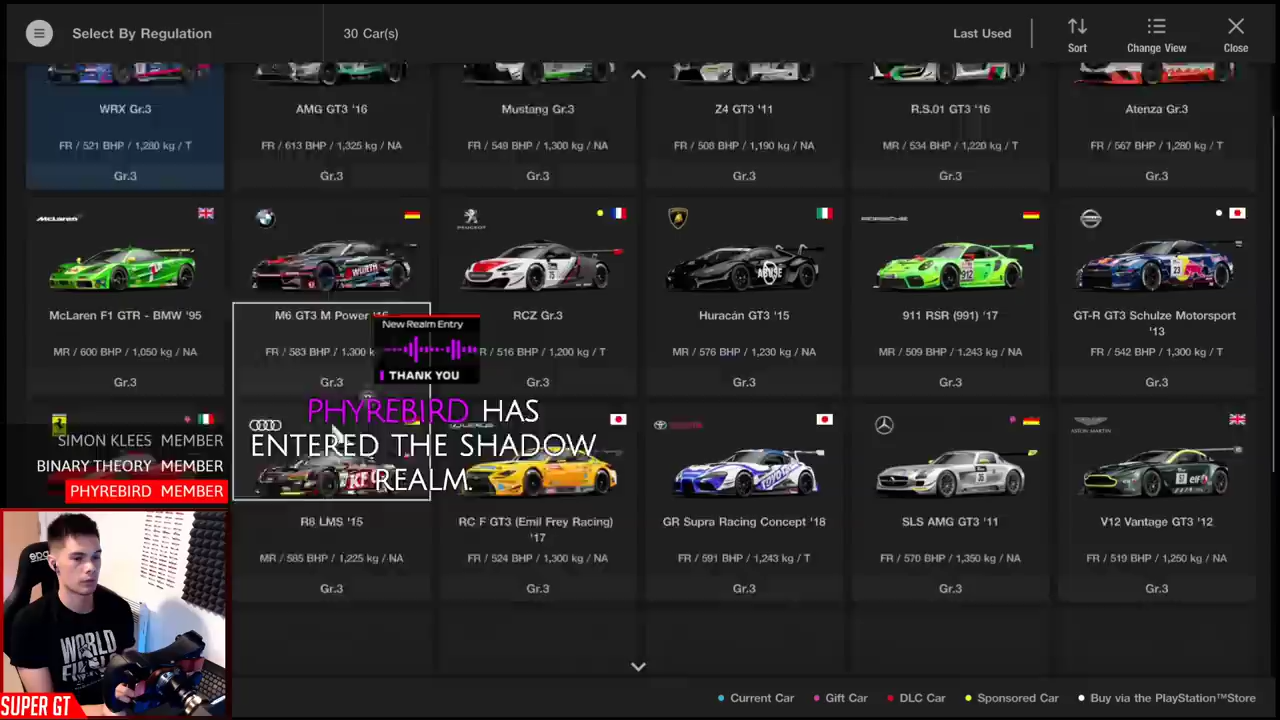 Select By Regulation
30 Car(s)
Last Used
Sort
Change View
Close
WRX Gr.3
AMG GT3 '16
Mustang Gr.3
Z4 GT3 '11
R.S.01 GT3 '16
Atenza Gr.3
FR / 521 BHP / 1,280 kg / T
FR / 613 BHP / 1,325 kg / NA
FR / 549 BHP / 1,300 kg / NA
FR / 508 BHP / 1,190 kg / NA
MR / 534 BHP / 1,220 kg / T
FR / 567 BHP / 1,280 kg / T
Gr.3
Gr.3
Gr.3
Gr.3
Gr.3
Gr.3
McLaren
PEUGEOT
PORSCHE
WÜRTH
75
ABUSE
912
23
McLaren F1 GTR - BMW '95
M6 GT3 M Power
RCZ Gr.3
Huracán GT3 '15
911 RSR (991) '17
GT-R GT3 Schulze Motorsport
'13
MR / 600 BHP / 1,050 kg / NA
FR / 583 BHP / 1,300 k
R / 516 BHP / 1,200 kg / T
MR / 576 BHP / 1,230 kg / NA
MR / 509 BHP / 1,243 kg / NA
FR / 542 BHP / 1,300 kg / T
Gr.3
Gr.3
Gr.3
Gr.3
Gr.3
Gr.3
New Realm Entry
THANK YOU
PHYREBIRD HAS
ENTERED THE SHADOW
REALM.
SIMON KLEES MEMBER
BINARY THEORY MEMBER
PHYREBIRD MEMBER
TOYOTA
ASTON MARTIN
R8 LMS '15
RC F GT3 (Emil Frey Racing)
'17
GR Supra Racing Concept '18
SLS AMG GT3 '11
V12 Vantage GT3 '12
MR / 585 BHP / 1,225 kg / NA
FR / 524 BHP / 1,300 kg / NA
FR / 591 BHP / 1,243 kg / T
FR / 570 BHP / 1,350 kg / NA
FR / 519 BHP / 1,250 kg / NA
Gr.3
Gr.3
Gr.3
Gr.3
Gr.3
WORLD
SUPER GT
Current Car
Gift Car
DLC Car
Sponsored Car
Buy via the PlayStation™Store